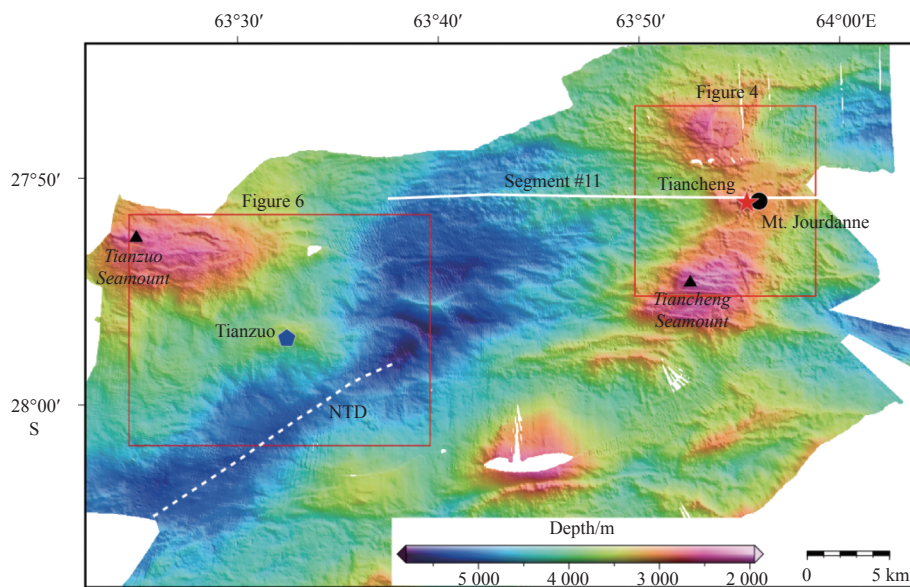 63°30′ 63°40′ 63°50′ 64°00′E
Figure 4
27°50′
Segment #11
Tiancheng
Figure 6
Mt. Jourdanne
Tianzuo
Seamount
Tiancheng
Seamount
Tianzuo
28°00′
S
NTD
Depth/m
5 000 4 000 3 000 2 000
0 5 km